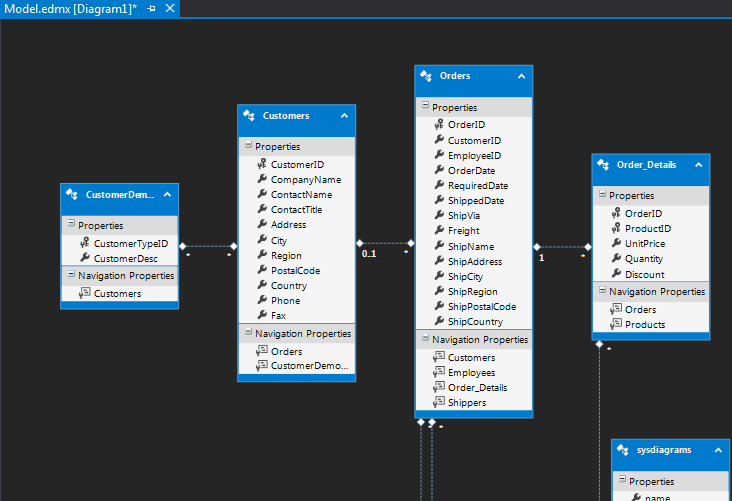 Model.edmx [Diagram1]*
CustomerDem...
Properties
CustomerTypeID
CustomerDesc
Navigation Properties
Customers
*
*
Customers
Properties
CustomerID
CompanyName
ContactName
ContactTitle
Address
City
Region
PostalCode
Country
Phone
Fax
Navigation Properties
Orders
CustomerDemo...
0..1
*
Orders
Properties
OrderID
CustomerID
EmployeeID
OrderDate
RequiredDate
ShippedDate
ShipVia
Freight
ShipName
ShipAddress
ShipCity
ShipRegion
ShipPostalCode
ShipCountry
Navigation Properties
Customers
Employees
Order_Details
Shippers
*
1
*
Order_Details
Properties
OrderID
ProductID
UnitPrice
Quantity
Discount
Navigation Properties
Orders
Products
*
sysdiagrams
Properties
name